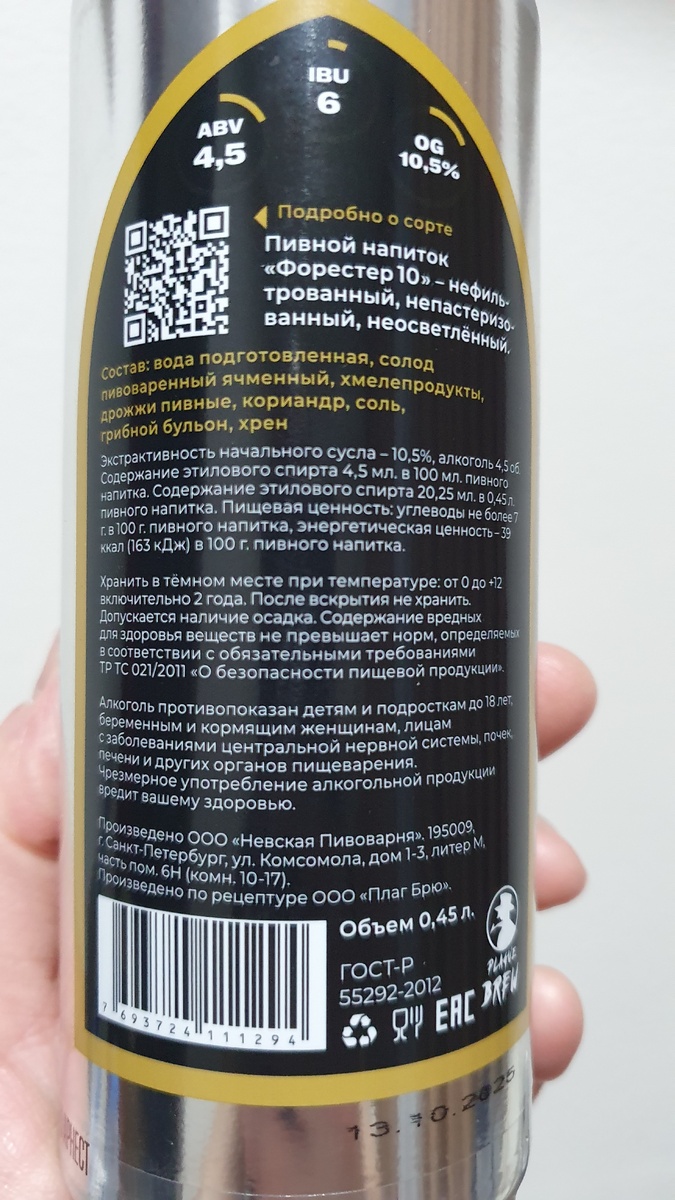 IBU
6
ABV
4,5
OG
10,5%
Подробно о сорте
Пивной напиток
«Форестер 10» – нефиль-
трованный, непастеризо-
ванный, неосветлённый.
Состав: вода подготовленная, солод
пивоваренный ячменный, хмелепродукты,
дрожжи пивные, кориандр, соль,
грибной бульон, хрен
Экстрактивность начального сусла – 10,5%, алкоголь 4,5 об.
Содержание этилового спирта 4,5 мл. в 100 мл. пивного
напитка. Содержание этилового спирта 20,25 мл. в 0,45 л.
пивного напитка. Пищевая ценность: углеводы не более 7
г. в 100 г. пивного напитка, энергетическая ценность – 39
ккал (163 кДж) в 100 г. пивного напитка.
Хранить в тёмном месте при температуре: от 0 до +12
включительно 2 года. После вскрытия не хранить.
Допускается наличие осадка. Содержание вредных
для здоровья веществ не превышает норм, определяемых
в соответствии с обязательными требованиями
ТР ТС 021/2011 «О безопасности пищевой продукции».
Алкоголь противопоказан детям и подросткам до 18 лет,
беременным и кормящим женщинам, лицам
с заболеваниями центральной нервной системы, почек,
печени и других органов пищеварения.
Чрезмерное употребление алкогольной продукции
вредит вашему здоровью.
Произведено ООО «Невская Пивоварня». 195009,
г. Санкт-Петербург, ул. Комсомола, дом 1-3, литер М,
часть пом. 6Н (комн. 10-17).
Произведено по рецептуре ООО «Плаг Брю».
Объем 0,45 л.
PLAGUE
BREW
ГОСТ-Р
55292-2012
EAC
7 693724 111294
13.10.2025